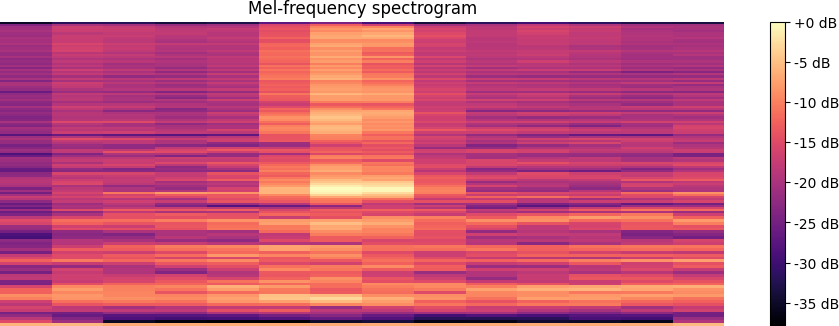 Mel-frequency spectrogram
+0 dB
-5 dB
-10 dB
-15 dB
-20 dB
-25 dB
-30 dB
-35 dB